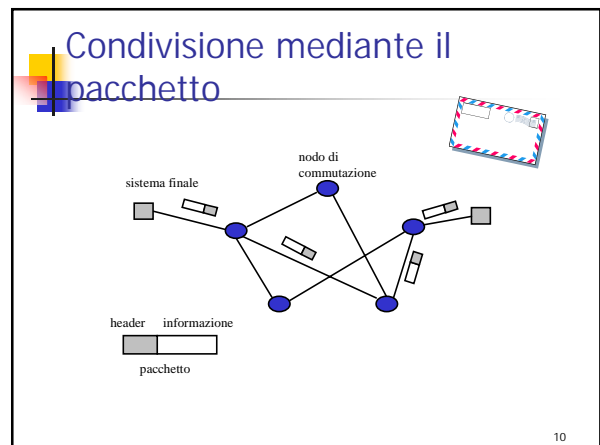 Condivisione mediante il
pacchetto
nodo di
commutazione
sistema finale
header informazione
pacchetto
10